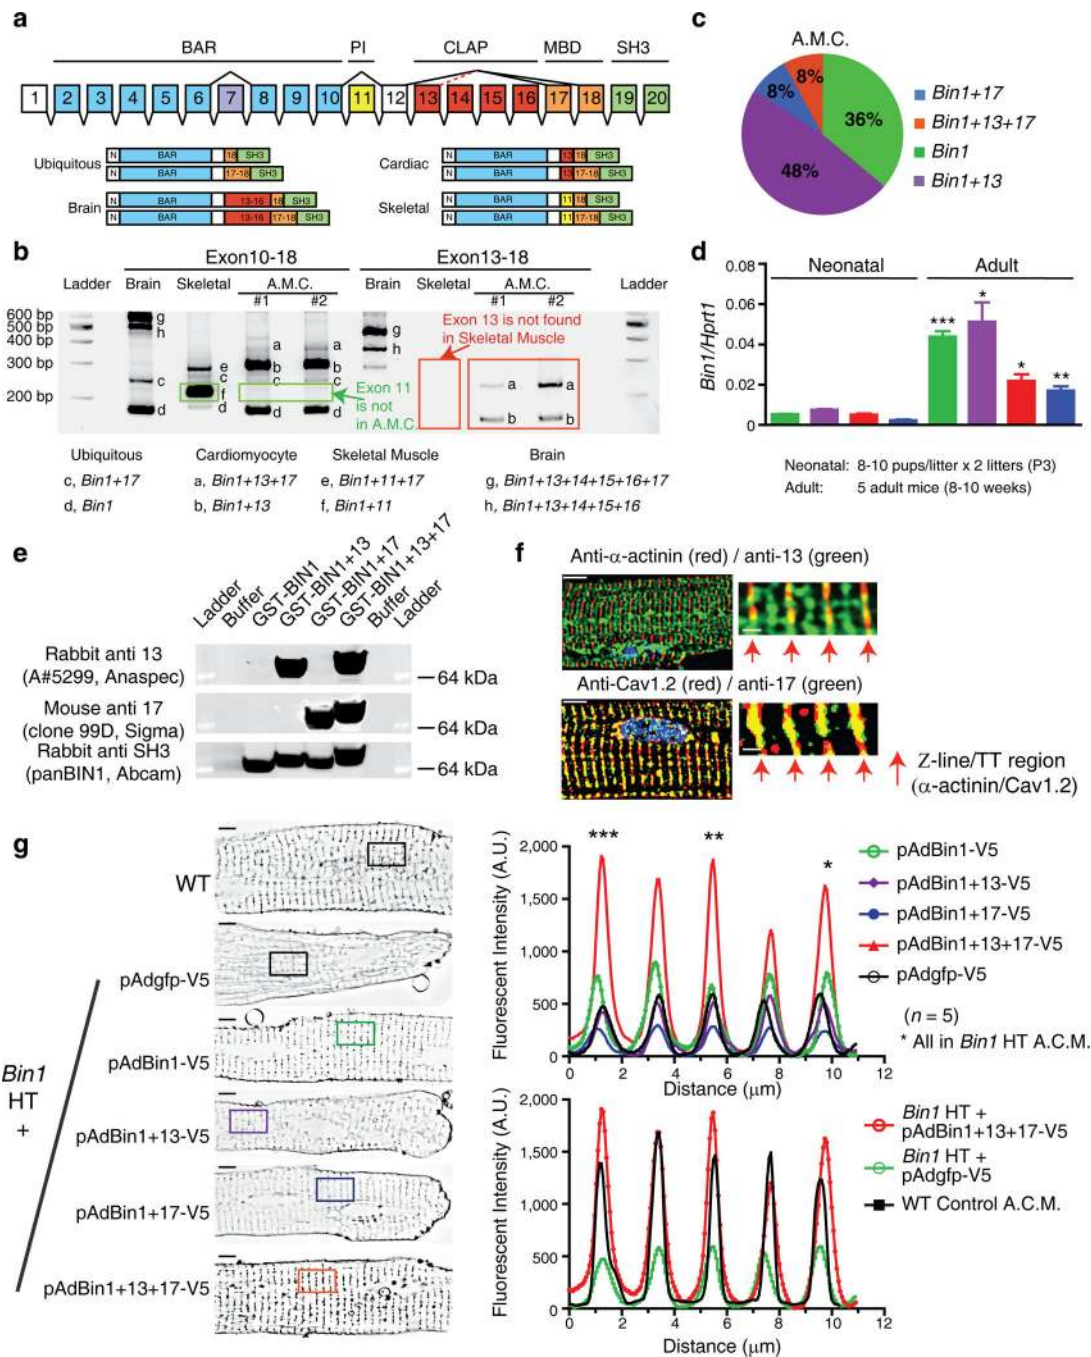 a
BAR PI CLAP MBD SH3
1 2 3 4 5 6 7 8 9 10 11 12 13 14 15 16 17 18 19 20
Ubiquitous N BAR 18 SH3
N BAR 17-18 SH3
Brain N BAR 13-16 18 SH3
N BAR 13-16 17-18 SH3
Cardiac N BAR 13 18 SH3
N BAR 13 17-18 SH3
Skeletal N BAR 11 18 SH3
N BAR 11 17-18 SH3
b
Exon10-18 Exon13-18
Ladder Brain Skeletal A.M.C. Brain Skeletal A.M.C. Ladder
#1 #2 #1 #2
600 bp
500 bp
400 bp
300 bp
200 bp
g
h
c
d
e
c
f
d
a
b
c
d
a
b
c
d
g
h
a
b
a
b
Exon 13 is not found
in Skeletal Muscle
Exon 11
is not
in A.M.C.
Ubiquitous Cardiomyocyte Skeletal Muscle Brain
c, Bin1+17 a, Bin1+13+17 e, Bin1+11+17 g, Bin1+13+14+15+16+17
d, Bin1 b, Bin1+13 f, Bin1+11 h, Bin1+13+14+15+16
c
A.M.C.
8% 8%
36%
48%
Bin1+17
Bin1+13+17
Bin1
Bin1+13
d
Bin1/Hprt1
0.08
0.06
0.04
0.02
0
Neonatal Adult
*** * * **
Neonatal: 8-10 pups/litter x 2 litters (P3)
Adult: 5 adult mice (8-10 weeks)
e
Ladder
Buffer
GST-BIN1
GST-BIN1+13
GST-BIN1+17
GST-BIN1+13+17
Buffer
Ladder
Rabbit anti 13
(A#5299, Anaspec)
64 kDa
Mouse anti 17
(clone 99D, Sigma)
64 kDa
Rabbit anti SH3
(panBIN1, Abcam)
64 kDa
f
Anti-α-actinin (red) / anti-13 (green)
Anti-Cav1.2 (red) / anti-17 (green)
Z-line/TT region
(α-actinin/Cav1.2)
g
WT
pAdgfp-V5
pAdBin1-V5
Bin1
HT
+
pAdBin1+13-V5
pAdBin1+17-V5
pAdBin1+13+17-V5
Fluorescent Intensity (A.U.)
2,000
1,500
1,000
500
0
*** ** *
0 2 4 6 8 10 12
Distance (μm)
pAdBin1-V5
pAdBin1+13-V5
pAdBin1+17-V5
pAdBin1+13+17-V5
pAdgfp-V5
(n = 5)
* All in Bin1 HT A.C.M.
Fluorescent Intensity (A.U.)
2,000
1,500
1,000
500
0
0 2 4 6 8 10 12
Distance (μm)
Bin1 HT +
pAdBin1+13+17-V5
Bin1 HT +
pAdgfp-V5
WT Control A.C.M.